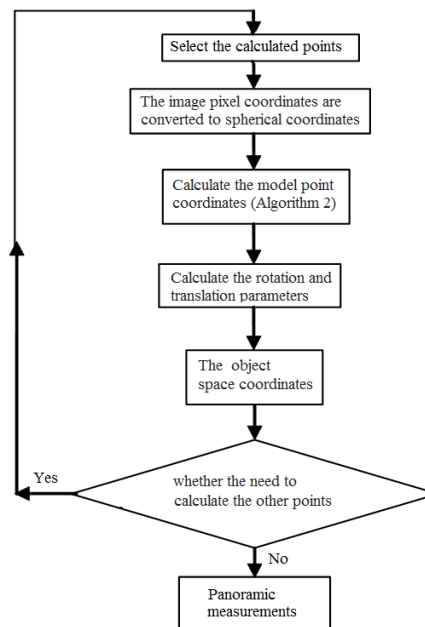 Select the calculated points
The image pixel coordinates are
converted to spherical coordinates
Calculate the model point
coordinates (Algorithm 2)
Calculate the rotation and
translation parameters
The object
space coordinates
Yes
whether the need to
calculate the other points
No
Panoramic
measurements